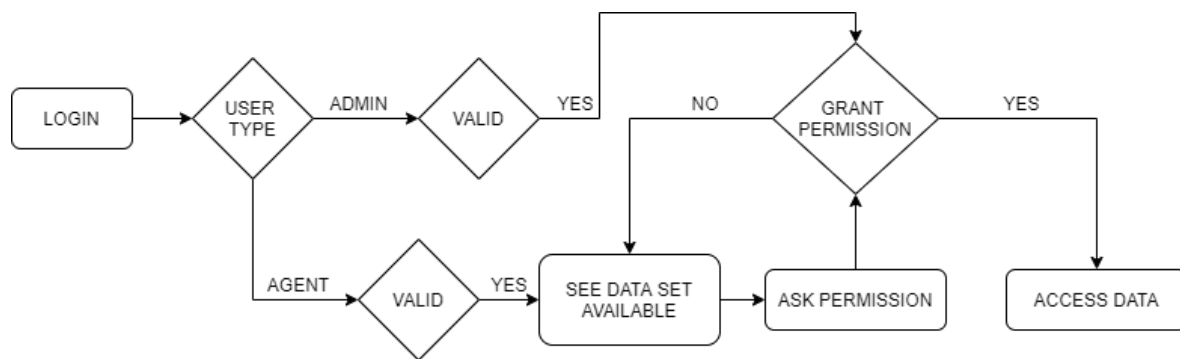 LOGIN
USER
TYPE
ADMIN
VALID
YES
NO
GRANT
PERMISSION
YES
AGENT
VALID
YES
SEE DATA SET
AVAILABLE
ASK PERMISSION
ACCESS DATA